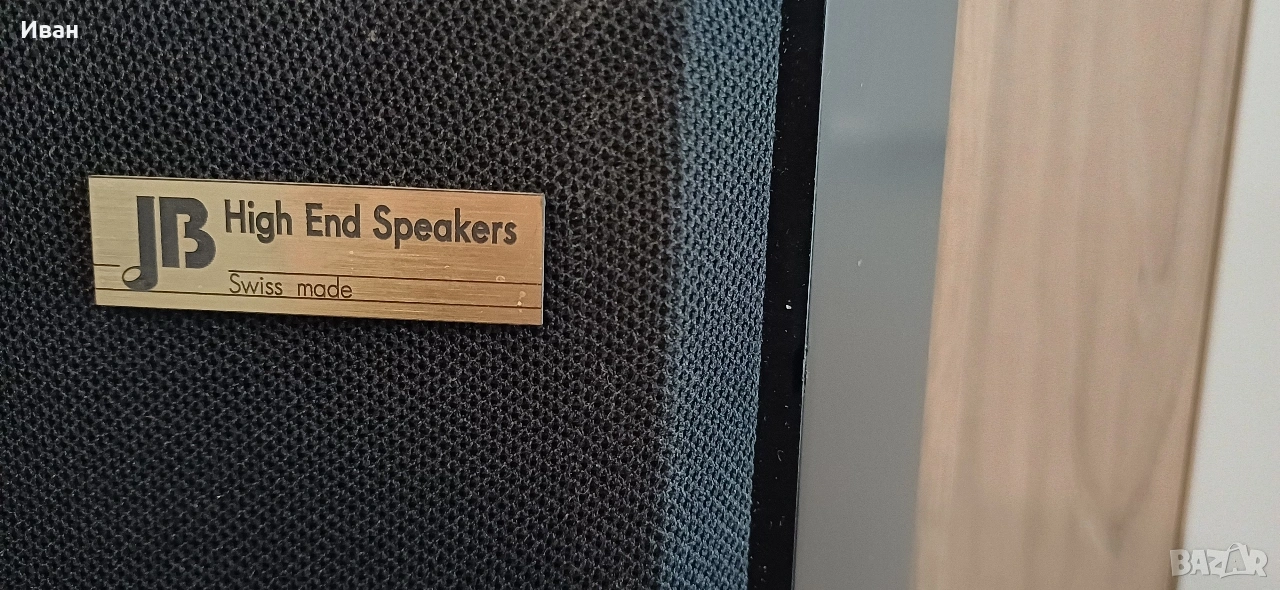 Иван
JB High End Speakers
Swiss made
BAZAR